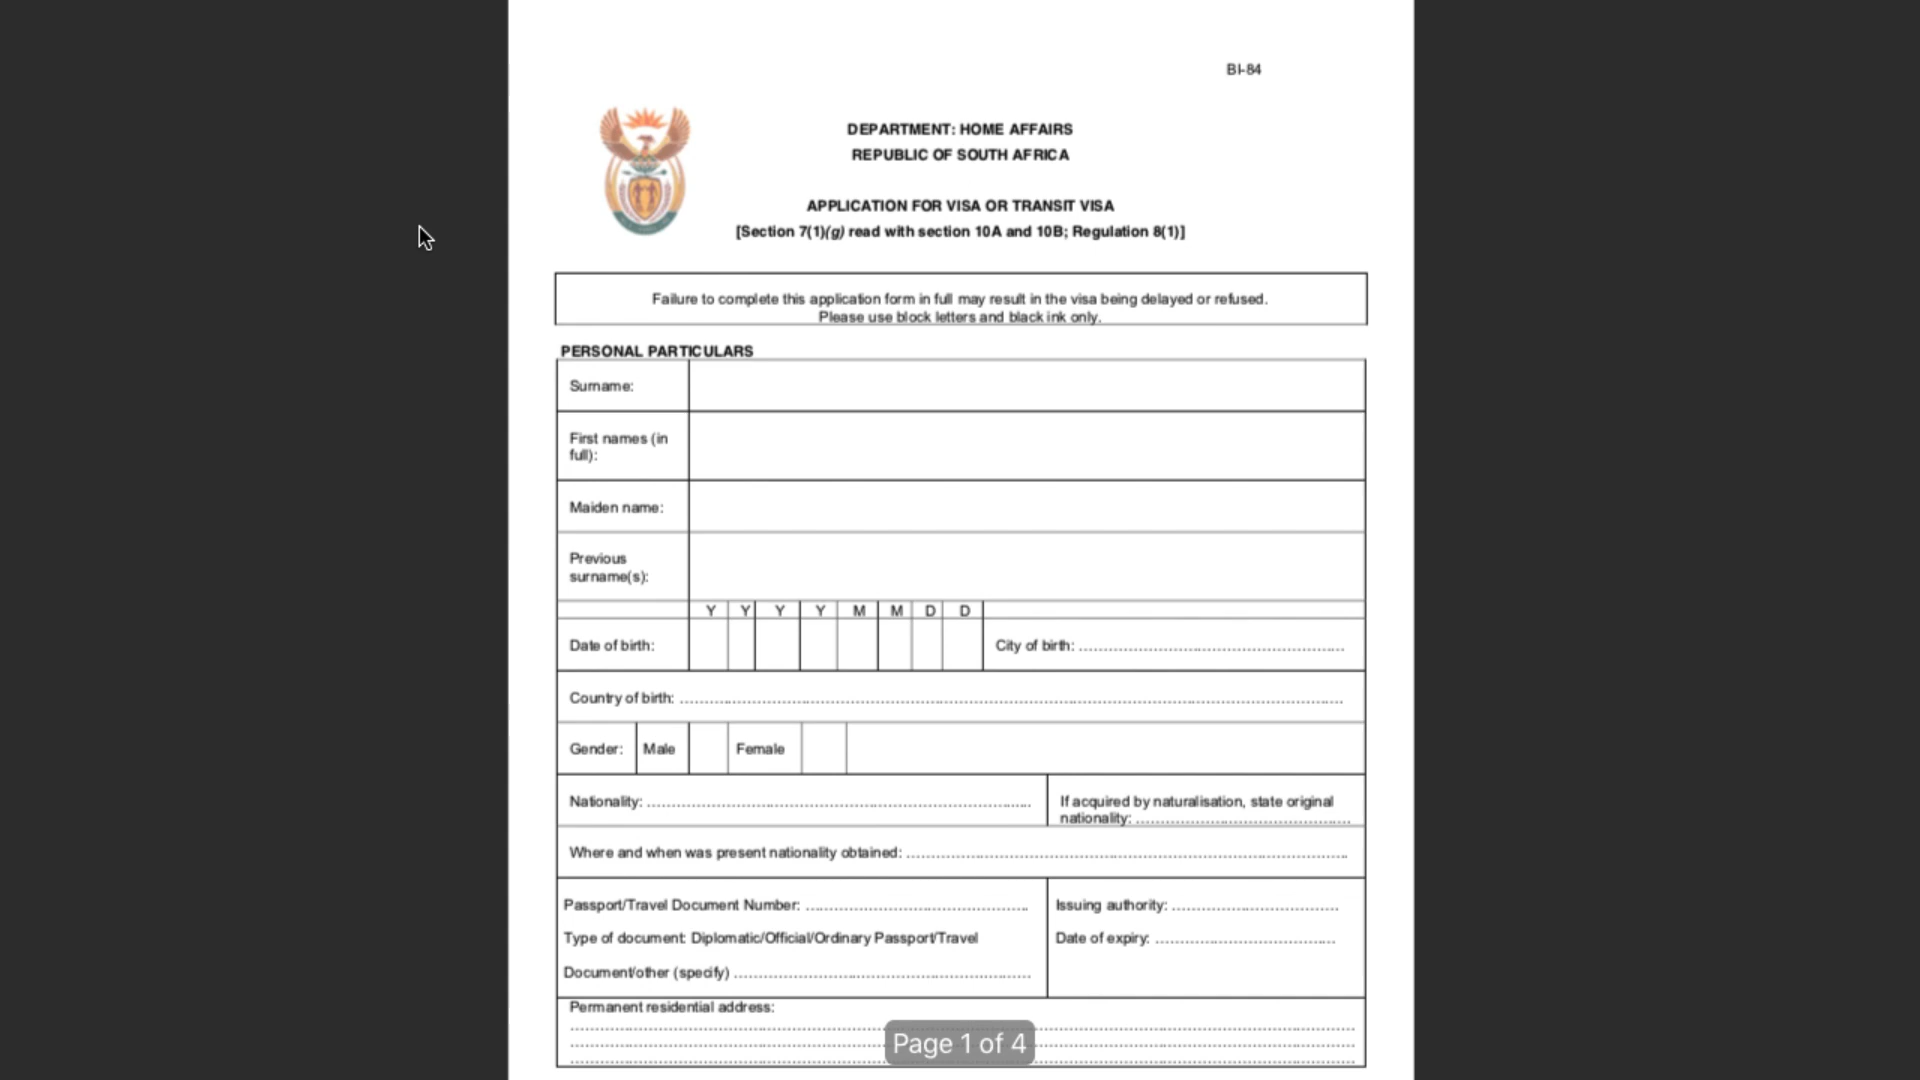 BI-84
DEPARTMENT: HOME AFFAIRS
REPUBLIC OF SOUTH AFRICA
APPLICATION FOR VISA OR TRANSIT VISA
[Section 7(1)(g) read with section 10A and 10B; Regulation 8(1)]
Failure to complete this application form in full may result in the visa being delayed or refused.
Please use block letters and black ink only.
PERSONAL PARTICULARS
Surname:
First names (in
full):
Maiden name:
Previous
surname(s):
Y Y Y Y M M D D
Date of birth:
City of birth: ........................................................
Country of birth: ........................................................
Gender: Male Female
Nationality: ........................................................
If acquired by naturalisation, state original
nationality: ........................................................
Where and when was present nationality obtained: ........................................................
Passport/Travel Document Number: ........................................................
Type of document: Diplomatic/Official/Ordinary Passport/Travel
Document/other (specify) ........................................................
Issuing authority: ........................................
Date of expiry: ........................................
Permanent residential address:
Page 1 of 4